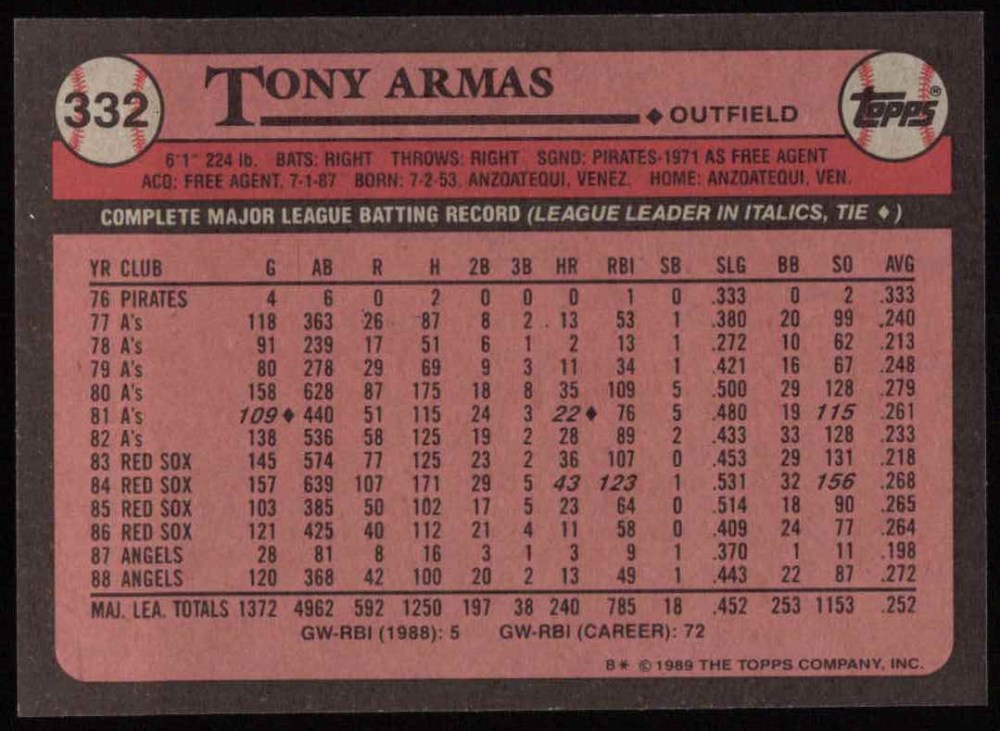 332
TONY ARMAS
♦ OUTFIELD
TOPPS®
6'1" 224 lb. BATS: RIGHT THROWS: RIGHT SGND: PIRATES-1971 AS FREE AGENT
ACQ: FREE AGENT, 7-1-87 BORN: 7-2-53, ANZOATEQUI, VENEZ. HOME: ANZOATEQUI, VEN.
COMPLETE MAJOR LEAGUE BATTING RECORD (LEAGUE LEADER IN ITALICS, TIE ♦)
YR CLUB G AB R H 2B 3B HR RBI SB SLG BB SO AVG
76 PIRATES 4 6 0 2 0 0 0 1 0 .333 0 2 .333
77 A's 118 363 26 87 8 2 13 53 1 .380 20 99 .240
78 A's 91 239 17 51 6 1 2 13 1 .272 10 62 .213
79 A's 80 278 29 69 9 3 11 34 1 .421 16 67 .248
80 A's 158 628 87 175 18 8 35 109 5 .500 29 128 .279
81 A's 109♦ 440 51 115 24 3 22♦ 76 5 .480 19 115 .261
82 A's 138 536 58 125 19 2 28 89 2 .433 33 128 .233
83 RED SOX 145 574 77 125 23 2 36 107 0 .453 29 131 .218
84 RED SOX 157 639 107 171 29 5 43 123 1 .531 32 156 .268
85 RED SOX 103 385 50 102 17 5 23 64 0 .514 18 90 .265
86 RED SOX 121 425 40 112 21 4 11 58 0 .409 24 77 .264
87 ANGELS 28 81 8 16 3 1 3 9 1 .370 1 11 .198
88 ANGELS 120 368 42 100 20 2 13 49 1 .443 22 87 .272
MAJ. LEA. TOTALS 1372 4962 592 1250 197 38 240 785 18 .452 253 1153 .252
GW-RBI (1988): 5 GW-RBI (CAREER): 72
B* © 1989 THE TOPPS COMPANY, INC.